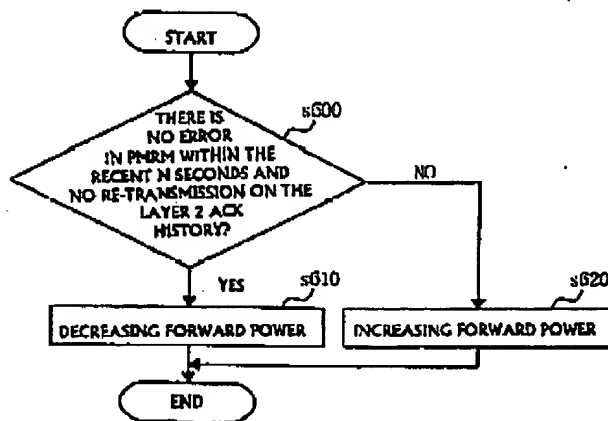 START
s600
THERE IS
NO ERROR
IN PMRM WITHIN THE
RECENT N SECONDS AND
NO RE-TRANSMISSION ON THE
LAYER 2 ACK
HISTORY?
NO
YES
s610
s620
DECREASING FORWARD POWER
INCREASING FORWARD POWER
END